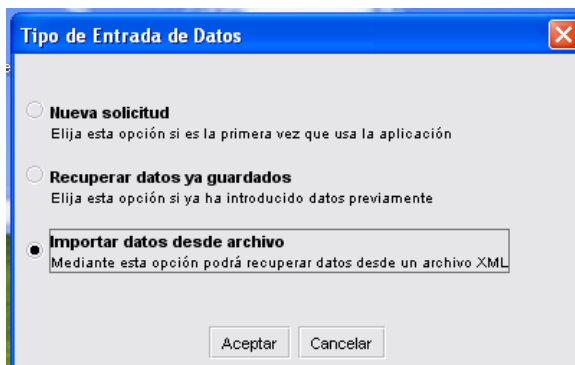 Tipo de Entrada de Datos
Nueva solicitud
Elija esta opción si es la primera vez que usa la aplicación
Recuperar datos ya guardados
Elija esta opción si ya ha introducido datos previamente
Importar datos desde archivo
Mediante esta opción podrá recuperar datos desde un archivo XML
Aceptar Cancelar